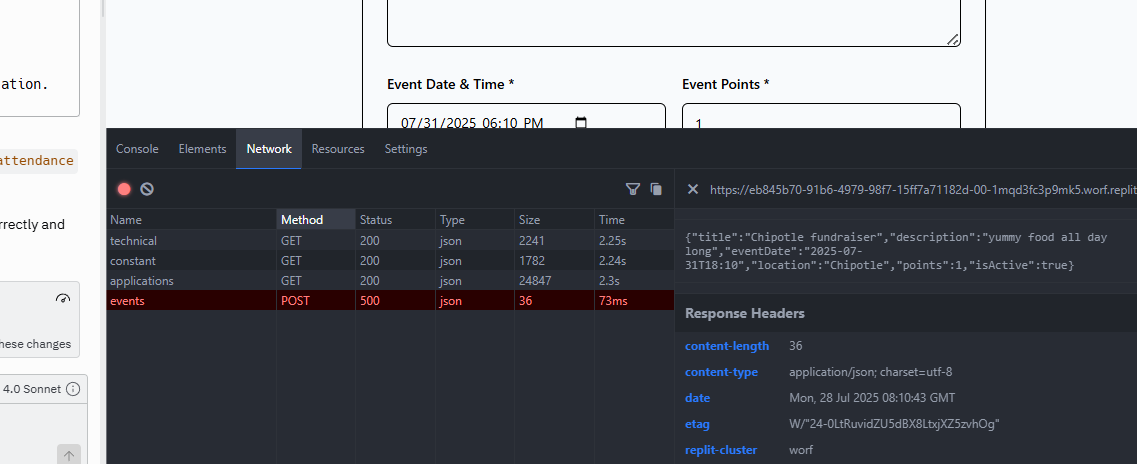 ation.
attendance
rrectly and
hese changes
4.0 Sonnet
Event Date & Time *
Event Points *
07/31/2025 06:10 PM
1
Console
Elements
Network
Resources
Settings
https://eb845b70-91b6-4979-98f7-15ff7a71182d-00-1mqd3fc3p9mk5.worf.replit
Name Method Status Type Size Time
technical GET 200 json 2241 2.25s
constant GET 200 json 1782 2.24s
applications GET 200 json 24847 2.3s
events POST 500 json 36 73ms
{"title":"Chipotle fundraiser","description":"yummy food all day
long","eventDate":"2025-07-
31T18:10","location":"Chipotle","points":1,"isActive":true}
Response Headers
content-length 36
content-type application/json; charset=utf-8
date Mon, 28 Jul 2025 08:10:43 GMT
etag W/"24-0LtRuvidZU5dBX8LtxjXZ5zvhOg"
replit-cluster worf